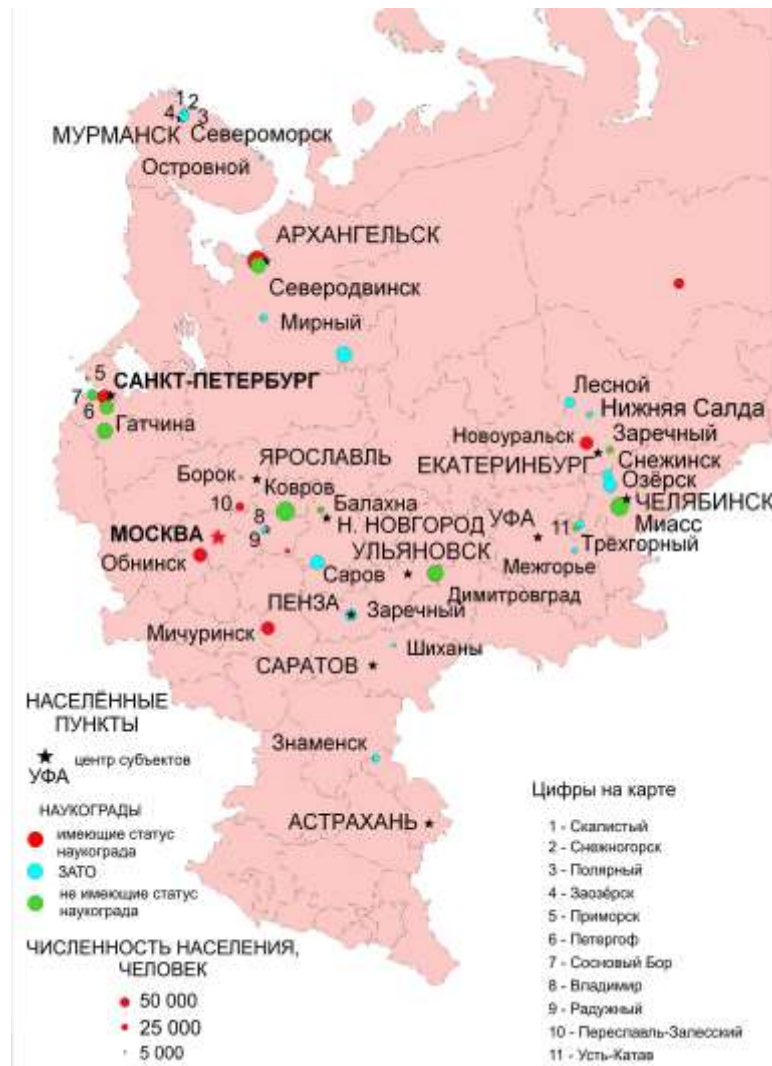 1
2
4
3
МУРМАНСК Североморск
Островной
АРХАНГЕЛЬСК
Северодвинск
Мирный
5
САНКТ-ПЕТЕРБУРГ
7
6
Гатчина
Лесной
Нижняя Салда
Новоуральск
Заречный
ЕКАТЕРИНБУРГ
Снежинск
Озёрск
ЧЕЛЯБИНСК
Миасс
ЯРОСЛАВЛЬ
Борок
Ковров
10
8
Балахна
МОСКВА
9
Н. НОВГОРОД
УФА
11
Трёхгорный
Обнинск
УЛЬЯНОВСК
Межгорье
Саров
Димитровград
ПЕНЗА
Заречный
Мичуринск
Шиханы
САРАТОВ
НАСЕЛЁННЫЕ
ПУНКТЫ
центр субъектов
УФА
Знаменск
АСТРАХАНЬ
НАУКОГРАДЫ
имеющие статус
наукограда
ЗАТО
не имеющие статус
наукограда
ЧИСЛЕННОСТЬ НАСЕЛЕНИЯ,
ЧЕЛОВЕК
50 000
25 000
5 000
Цифры на карте
1 - Скалистый
2 - Снежногорск
3 - Полярный
4 - Заозёрск
5 - Приморск
6 - Петергоф
7 - Сосновый Бор
8 - Владимир
9 - Радужный
10 - Переславль-Залесский
11 - Усть-Катав